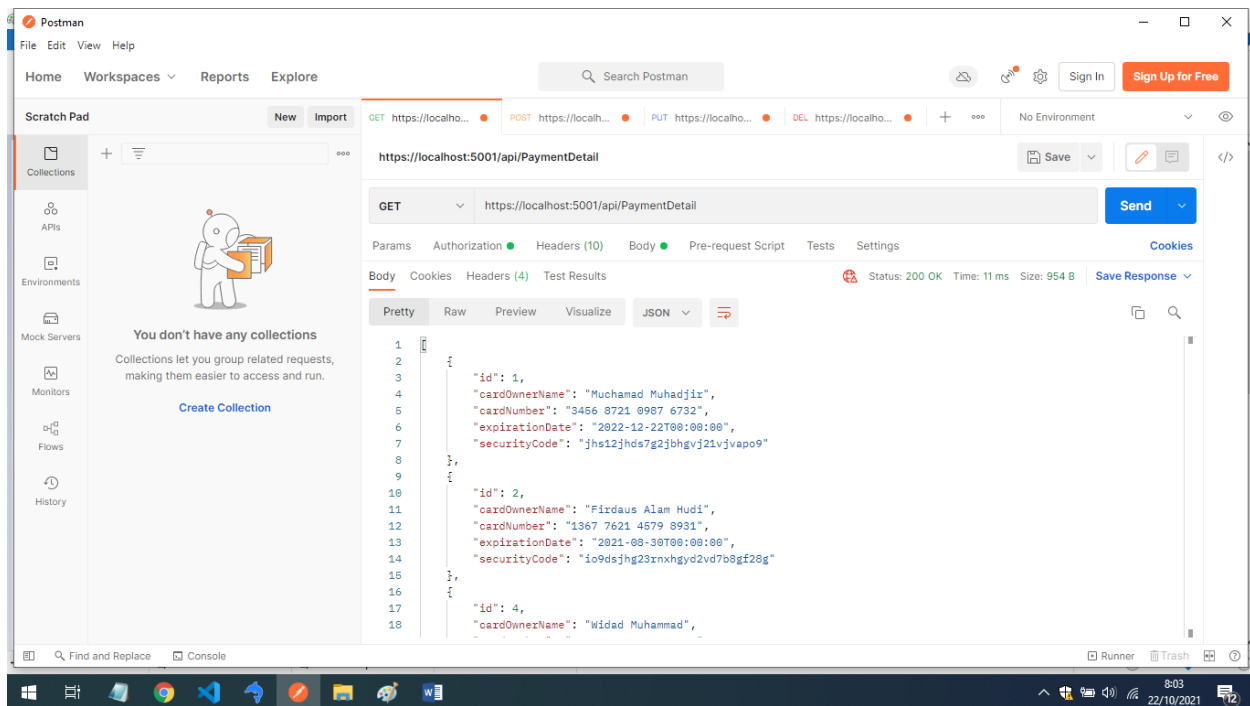 Postman
File Edit View Help
Home Workspaces Reports Explore Search Postman Sign In Sign Up for Free
Scratch Pad New Import GET https://localho... POST https://localh... PUT https://localho... DEL https://localho... + ooo No Environment
Collections
APIs
Environments
Mock Servers
Monitors
Flows
History
You don't have any collections
Collections let you group related requests,
making them easier to access and run.
Create Collection
https://localhost:5001/api/PaymentDetail Save
GET https://localhost:5001/api/PaymentDetail Send
Params Authorization Headers (10) Body Pre-request Script Tests Settings Cookies
Body Cookies Headers (4) Test Results Status: 200 OK Time: 11 ms Size: 954 B Save Response
Pretty Raw Preview Visualize JSON
1 [
2 {
3 "id": 1,
4 "cardOwnerName": "Muchamad Muhadjir",
5 "cardNumber": "3456 8721 0987 6732",
6 "expirationDate": "2022-12-22T00:00:00",
7 "securityCode": "jhs12jhds7g2jbhgvj21vjvapo9"
8 },
9 {
10 "id": 2,
11 "cardOwnerName": "Firdaus Alam Hudi",
12 "cardNumber": "1367 7621 4579 8931",
13 "expirationDate": "2021-08-30T00:00:00",
14 "securityCode": "io9dsjhg23rnxhgyd2vd7b8gf28g"
15 },
16 {
17 "id": 4,
18 "cardOwnerName": "Widad Muhammad",
Find and Replace Console Runner Trash
8:03
22/10/2021
12